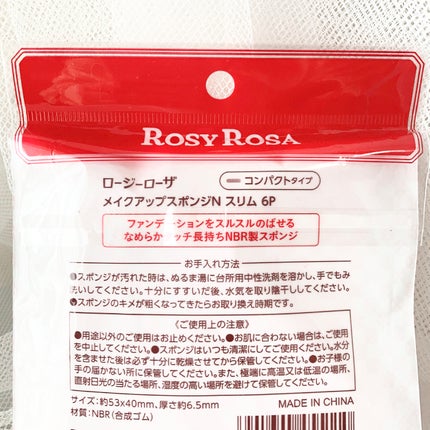 ROSY ROSA
ロージーローザ
コンパクトタイプ
メイクアップスポンジN スリム 6P
ファンデーションをスルスルのばせる
なめらかタッチ長持ちNBR製スポンジ
お手入れ方法
●スポンジが汚れた時は、ぬるま湯に台所用中性洗剤を溶かし、手でもみ
洗いしてください。十分にすすいだ後、水気を取り陰干ししてください。
●スポンジのキメが粗くなってきたらお取り換え時期です。
〈ご使用上の注意〉
●用途以外のご使用はお止めください。●お肌に合わない場合は、ご使用
を中止してください。●スポンジはいつも清潔にしてご使用ください。水分
を含ませた後は必ず十分に乾燥させてから保管してください。●お子様の
手の届かない所に保管してください。また、極端に高温又は低温の場所、
直射日光の当たる場所、湿度の高い場所を避けて保管してください。
サイズ:約53×40mm、厚さ約6.5mm
MADE IN CHINA
材質:NBR(合成ゴム)